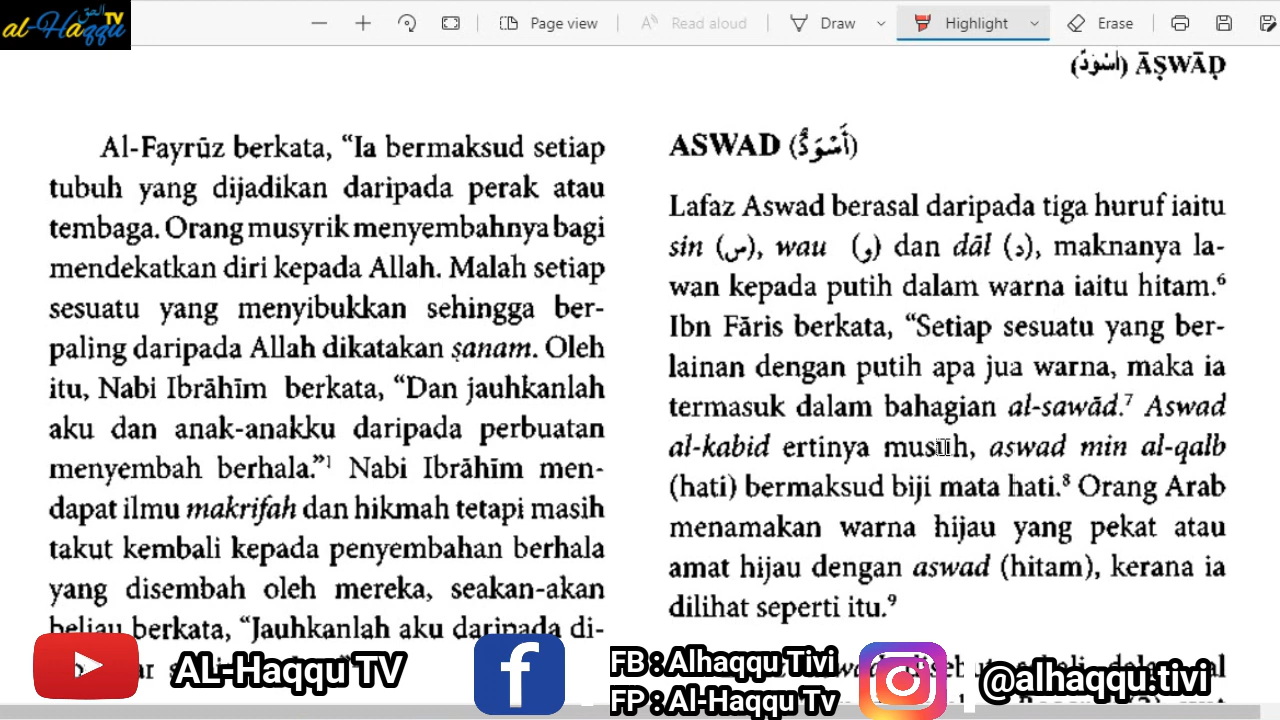 الحق TV
al-Haqqu
Page view
Read aloud
Draw
Highlight
Erase
ĀṢWĀḌ (أَسْوَدٌ)
Al-Fayrūz berkata, “Ia bermaksud setiap
tubuh yang dijadikan daripada perak atau
tembaga. Orang musyrik menyembahnya bagi
mendekatkan diri kepada Allah. Malah setiap
sesuatu yang menyibukkan sehingga ber-
paling daripada Allah dikatakan ṣanam. Oleh
itu, Nabi Ibrāhīm berkata, “Dan jauhkanlah
aku dan anak-anakku daripada perbuatan
menyembah berhala.”¹ Nabi Ibrāhīm men-
dapat ilmu makrifah dan hikmah tetapi masih
takut kembali kepada penyembahan berhala
yang disembah oleh mereka, seakan-akan
beliau berkata, “Jauhkanlah aku daripada di-
ASWAD (أَسْوَدٌ)
Lafaz Aswad berasal daripada tiga huruf iaitu
sin (س), wau (و) dan dāl (د), maknanya la-
wan kepada putih dalam warna iaitu hitam.⁶
Ibn Fāris berkata, “Setiap sesuatu yang ber-
lainan dengan putih apa jua warna, maka ia
termasuk dalam bahagian al-sawād.⁷ Aswad
al-kabid ertinya musuh, aswad min al-qalb
(hati) bermaksud biji mata hati.⁸ Orang Arab
menamakan warna hijau yang pekat atau
amat hijau dengan aswad (hitam), kerana ia
dilihat seperti itu.⁹
AL-Haqqu TV
FB : Alhaqqu Tivi
FP : Al-Haqqu Tv
@alhaqqu.tivi